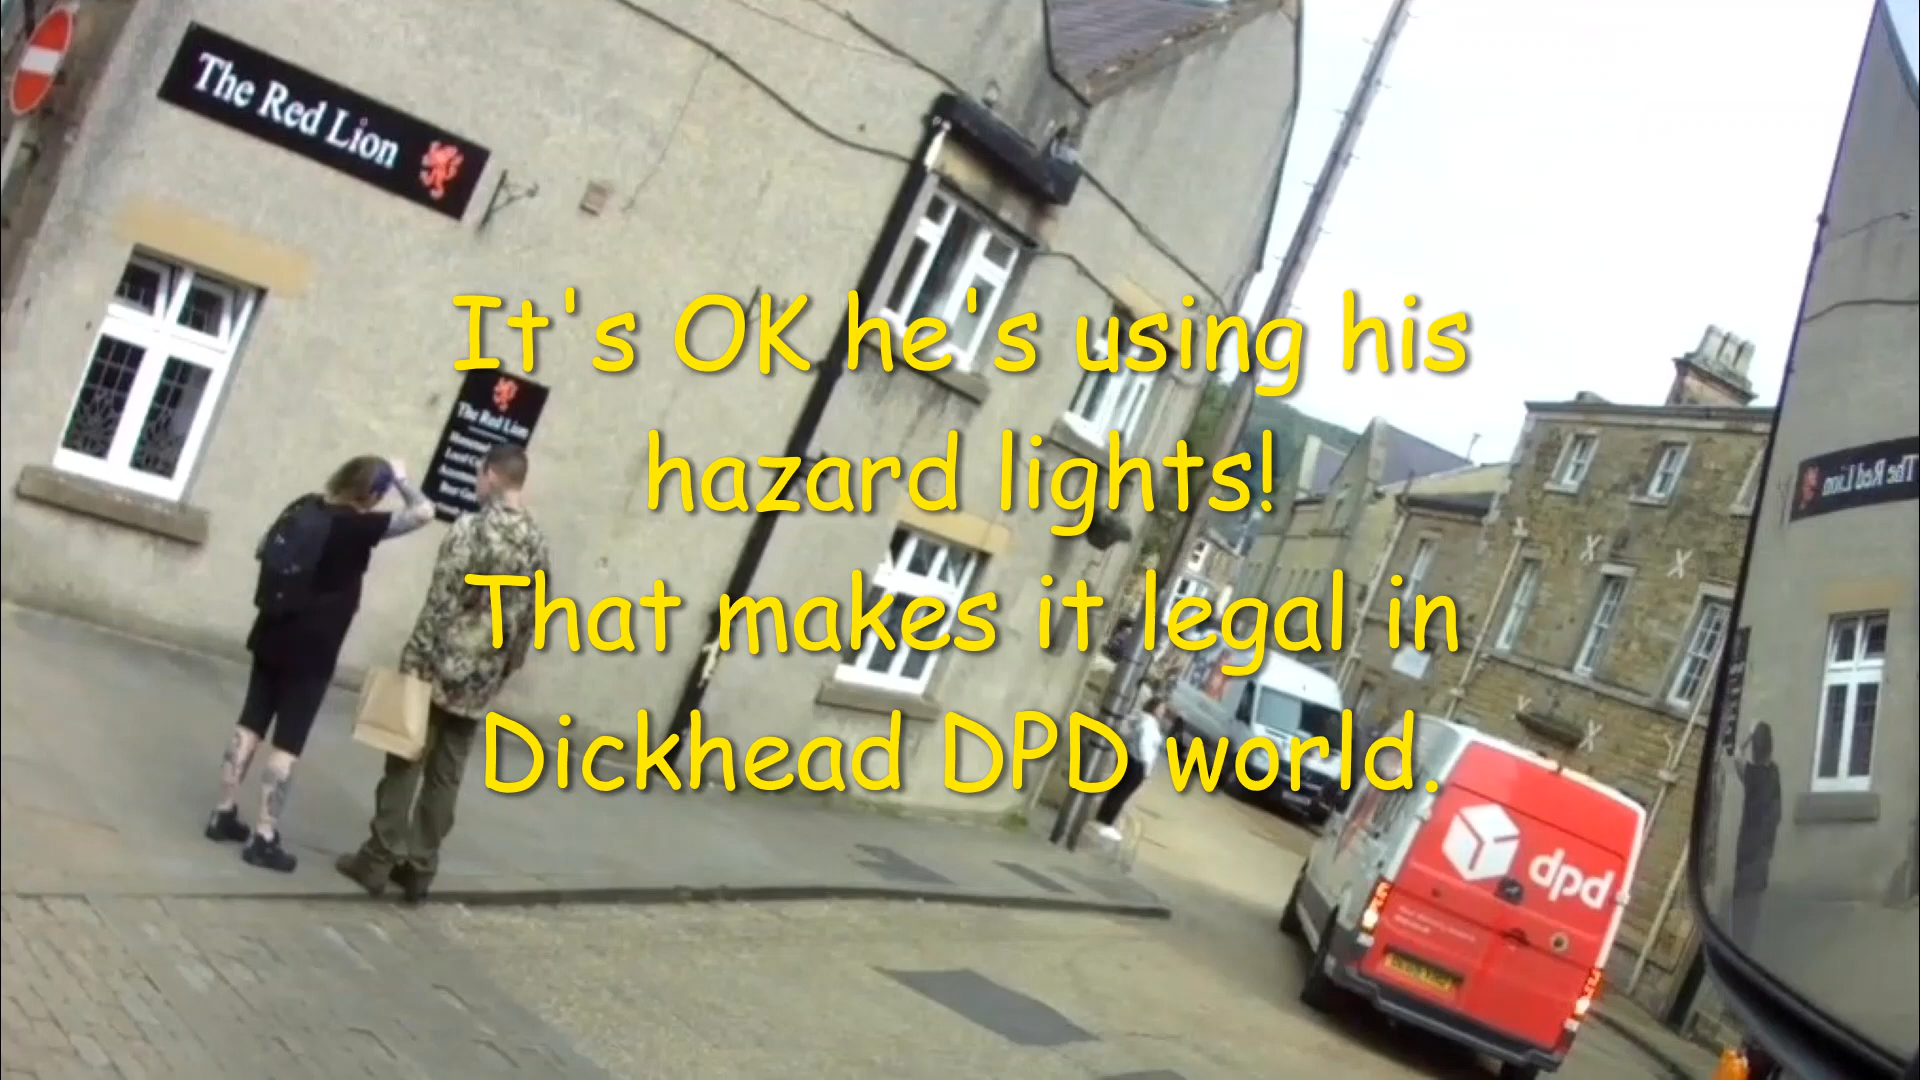 The Red Lion
It's OK he's using his
hazard lights!
The Red Lion
That makes it legal in
Dickhead DPD world.
dpd
The Red Lion